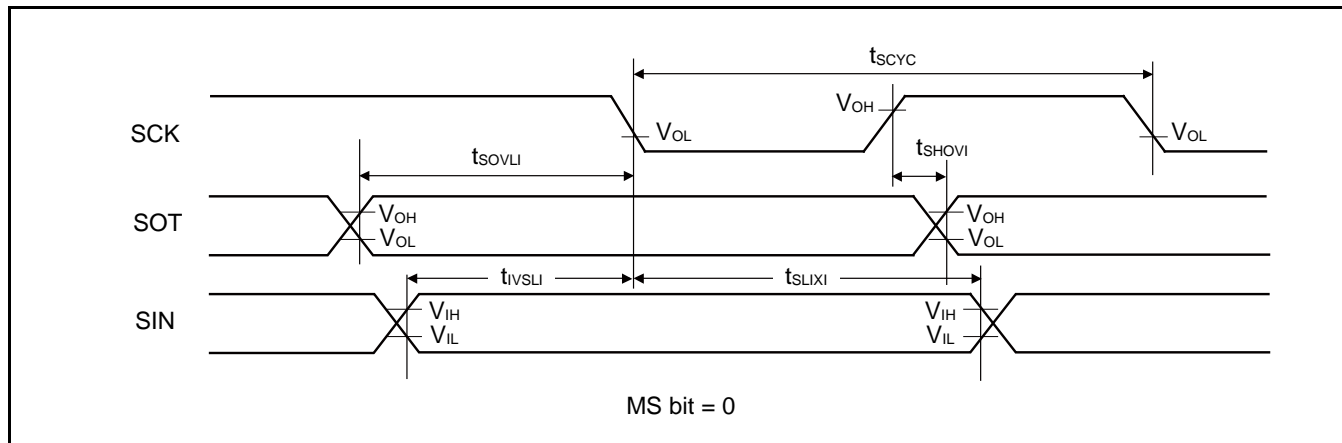 tSCYC
SCK
VOH
VOL
VOL
tSOVLI
tSHOVI
SOT
VOH
VOL
VOH
VOL
tIVSLI
tSLIXI
SIN
VIH
VIL
VIH
VIL
MS bit = 0